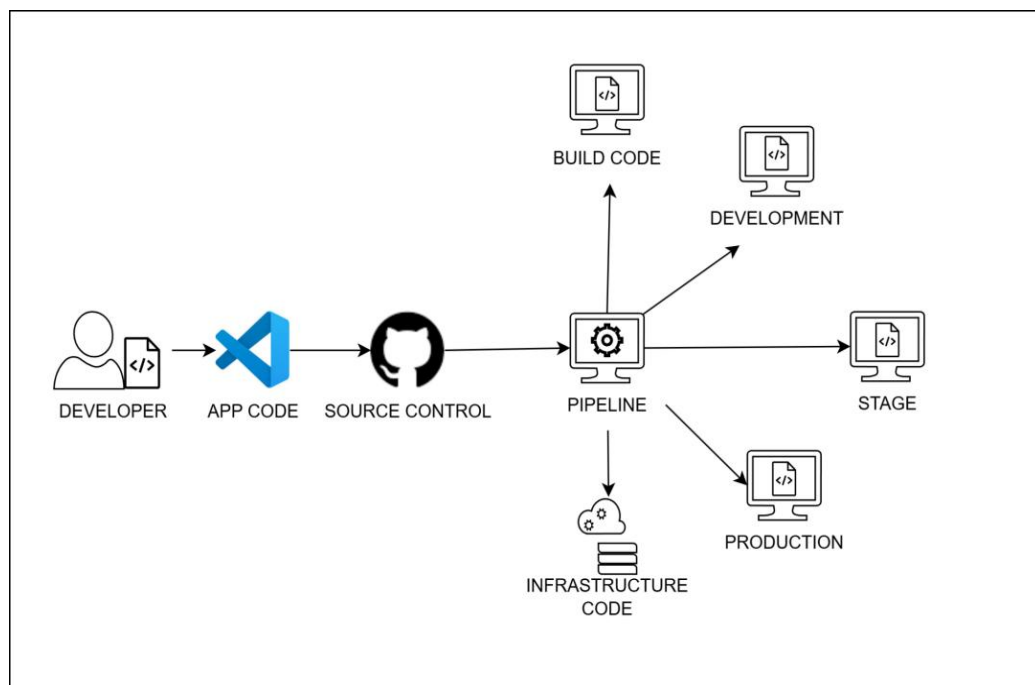 BUILD CODE
DEVELOPMENT
DEVELOPER
APP CODE
SOURCE CONTROL
PIPELINE
STAGE
PRODUCTION
INFRASTRUCTURE
CODE